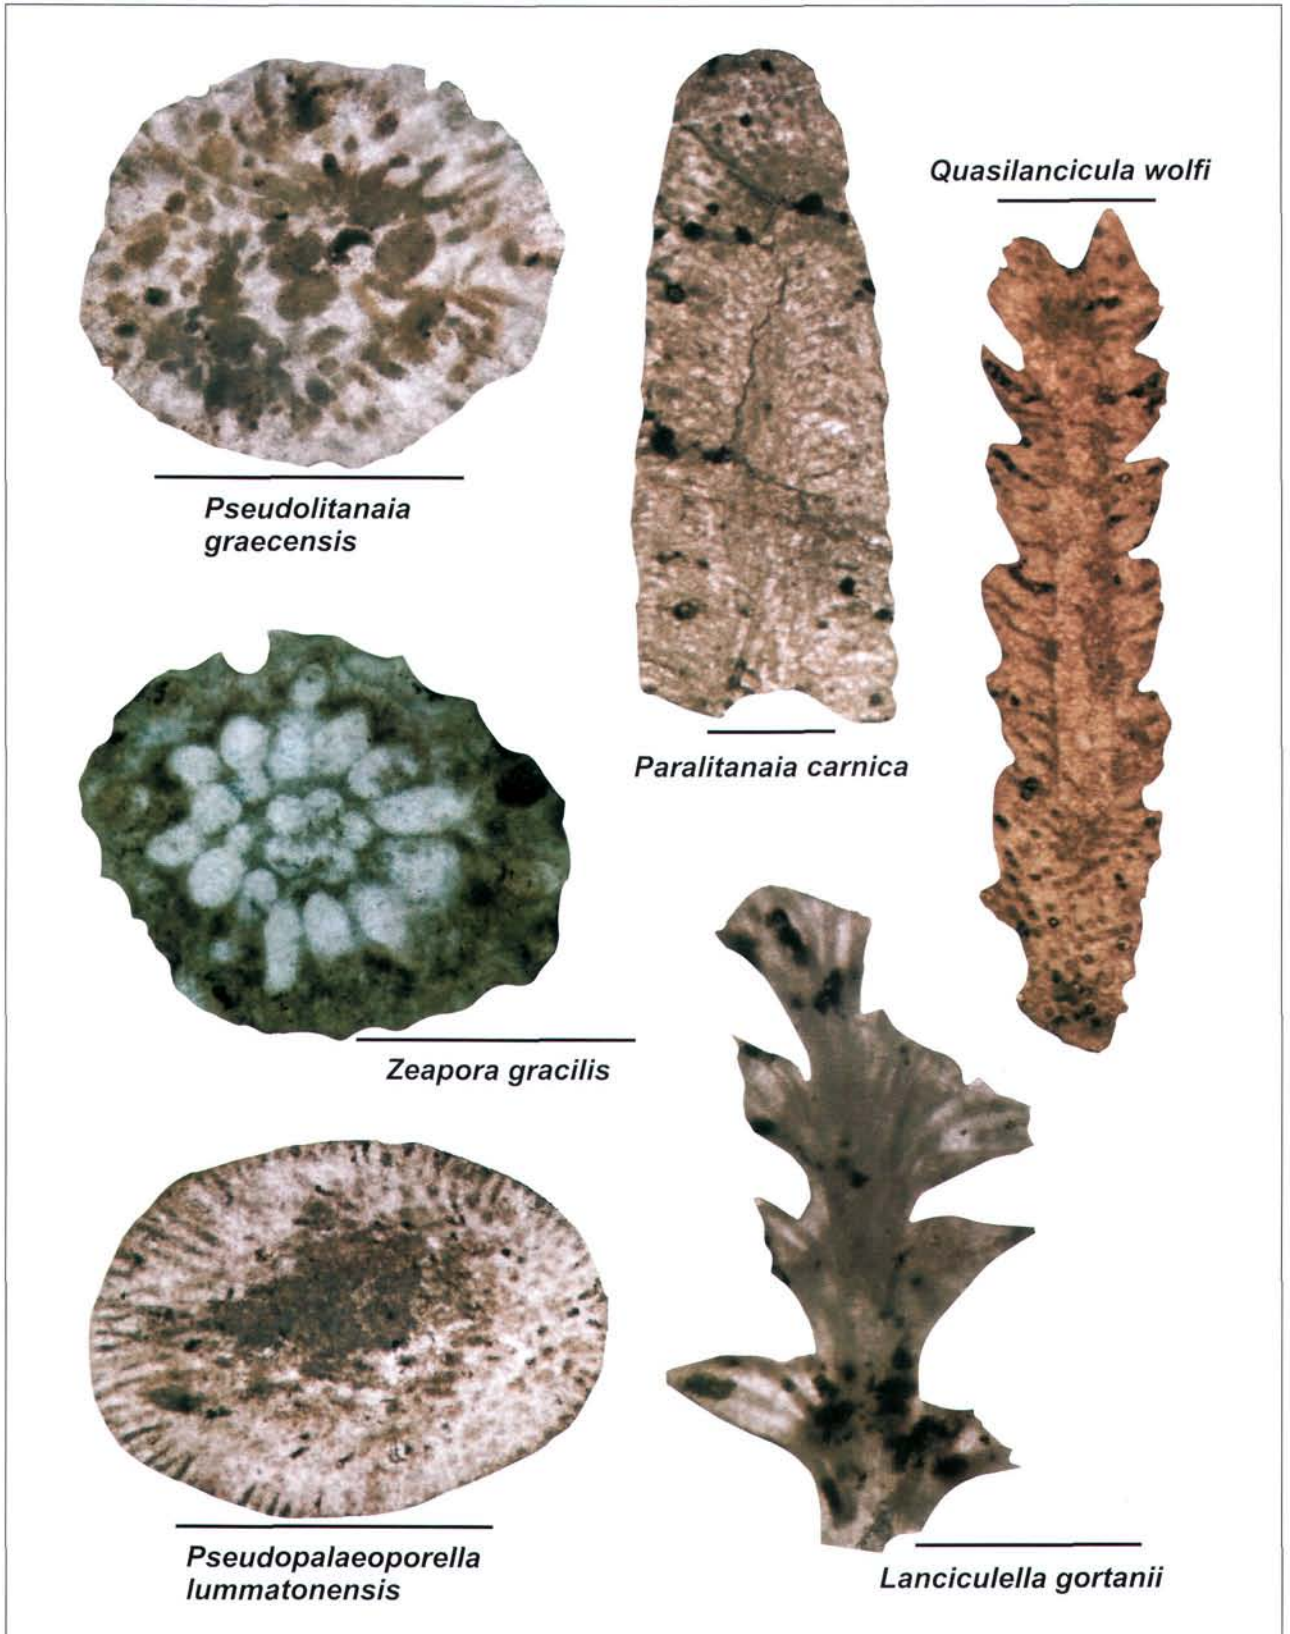 Pseudolitanaia
graecensis
Quasilancicula wolfi
Paralitanaia carnica
Zeapora gracilis
Pseudopalaeoporella
lummatonensis
Lanciculella gortanii